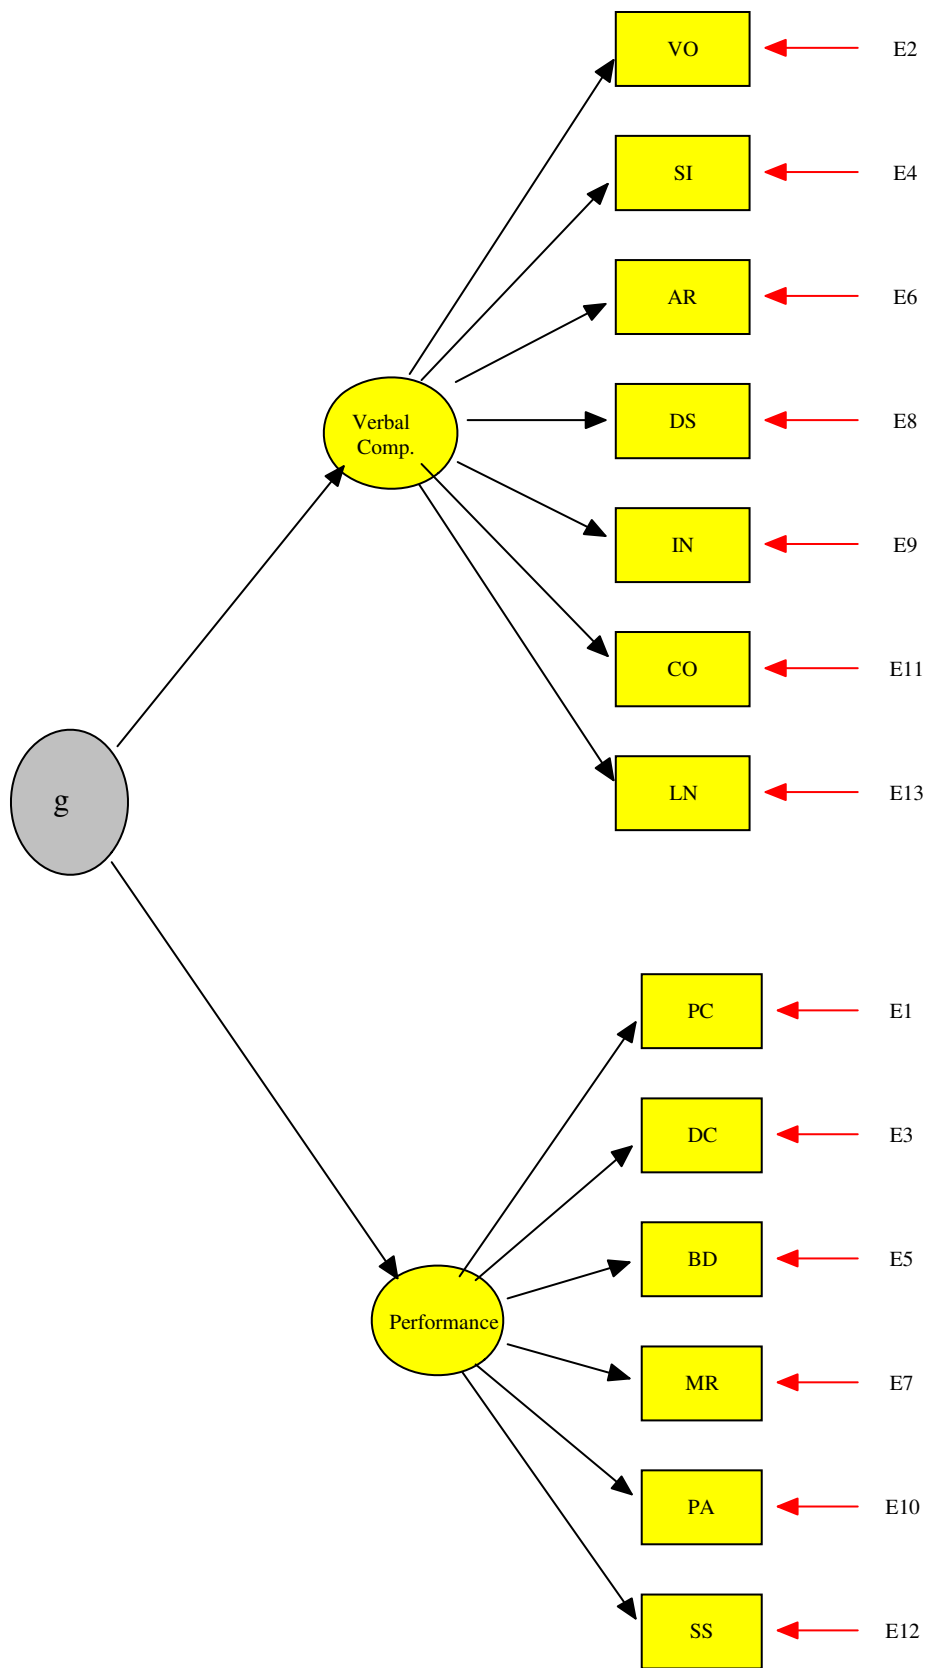 VO E2
SI E4
AR E6
DS E8
Verbal
Comp.
IN E9
CO E11
LN E13
g
PC E1
DC E3
BD E5
Performance
MR E7
PA E10
SS E12